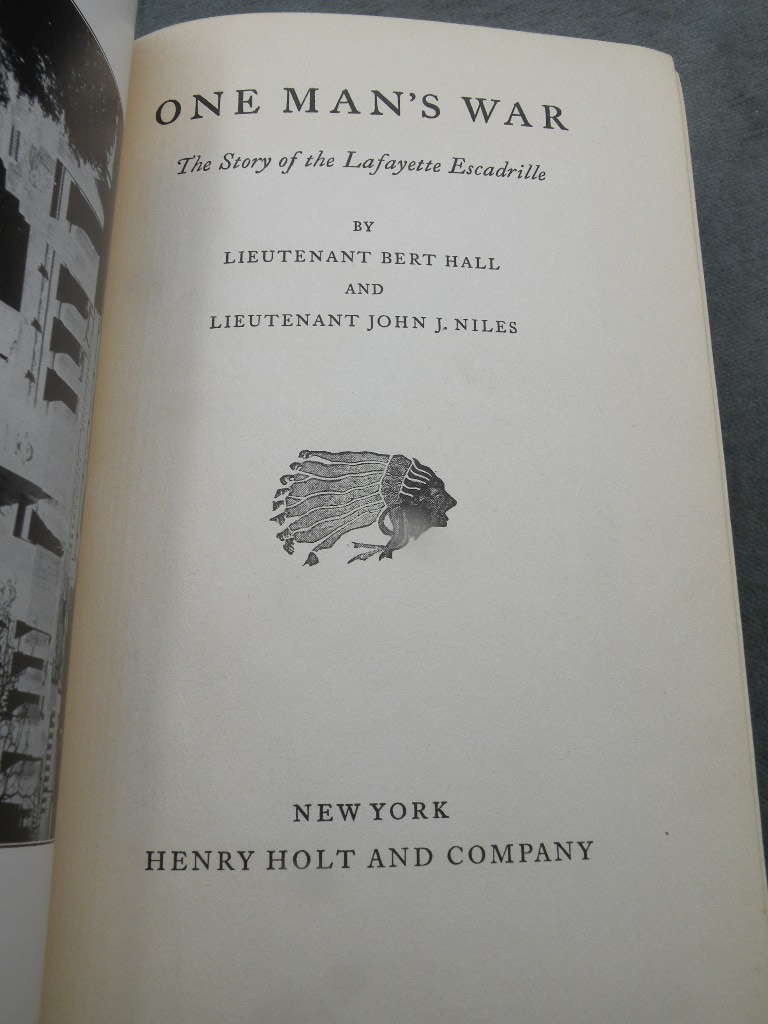 ONE MAN'S WAR
The Story of the Lafayette Escadrille
BY
LIEUTENANT BERT HALL
AND
LIEUTENANT JOHN J. NILES
NEW YORK
HENRY HOLT AND COMPANY